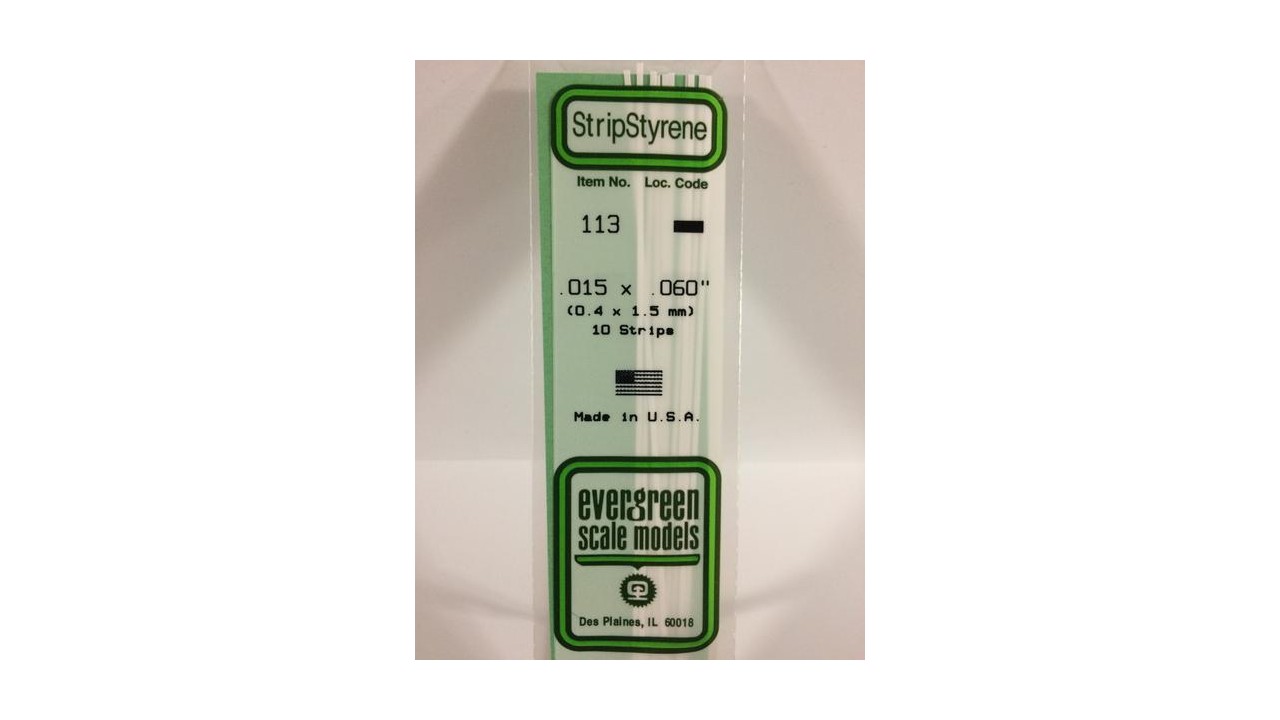 StripStyrene
Item No. Loc. Code
113
.015 x .060"
(0.4 x 1.5 mm)
10 Strips
Made in U.S.A.
evergreen
scale models
Des Plaines, IL 60018